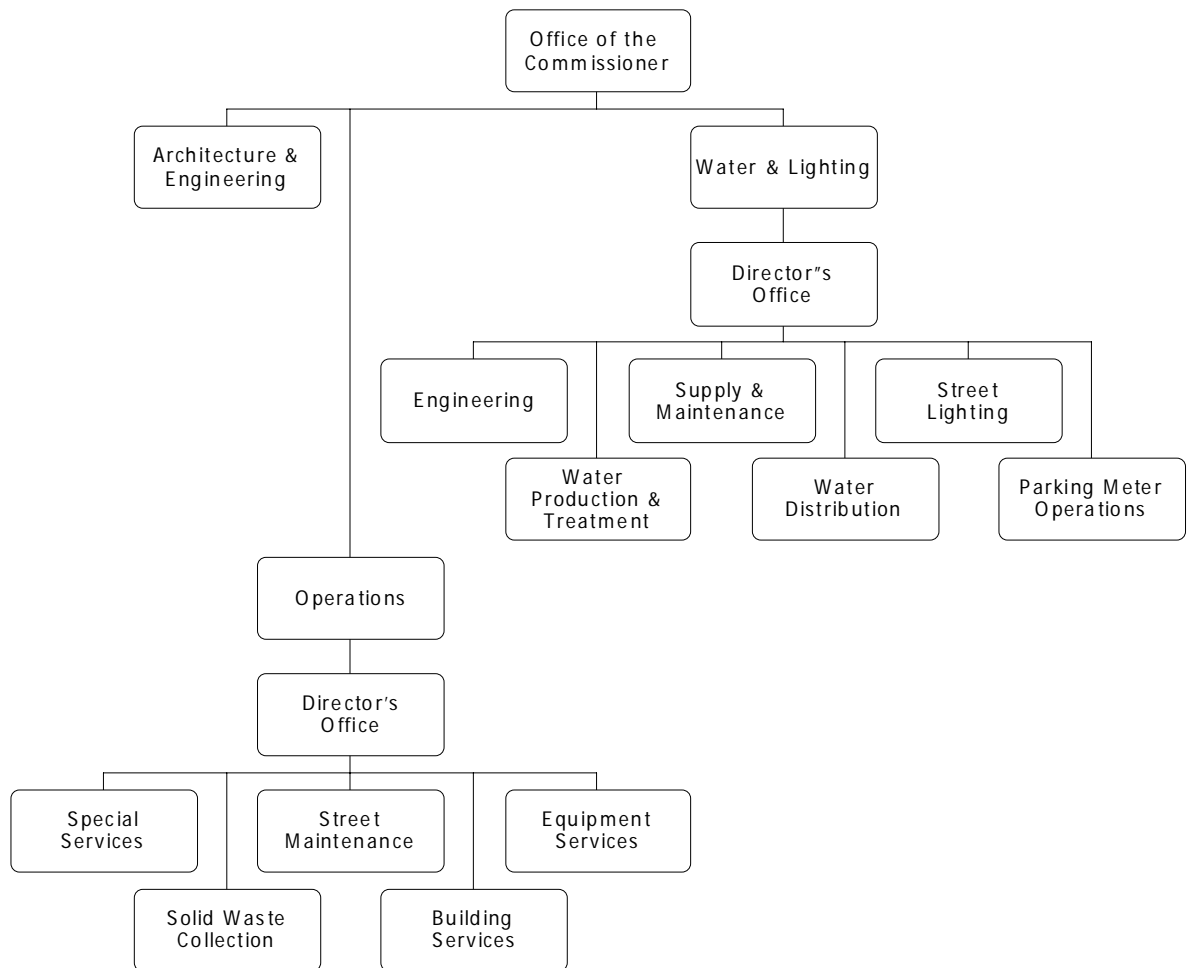 Office of the
Commissioner
Architecture &
Engineering
Water & Lighting
Director"s
Office
Engineering
Supply &
Maintenance
Street
Lighting
Water
Production &
Treatment
Water
Distribution
Parking Meter
Operations
Operations
Director's
Office
Special
Services
Street
Maintenance
Equipment
Services
Solid Waste
Collection
Building
Services